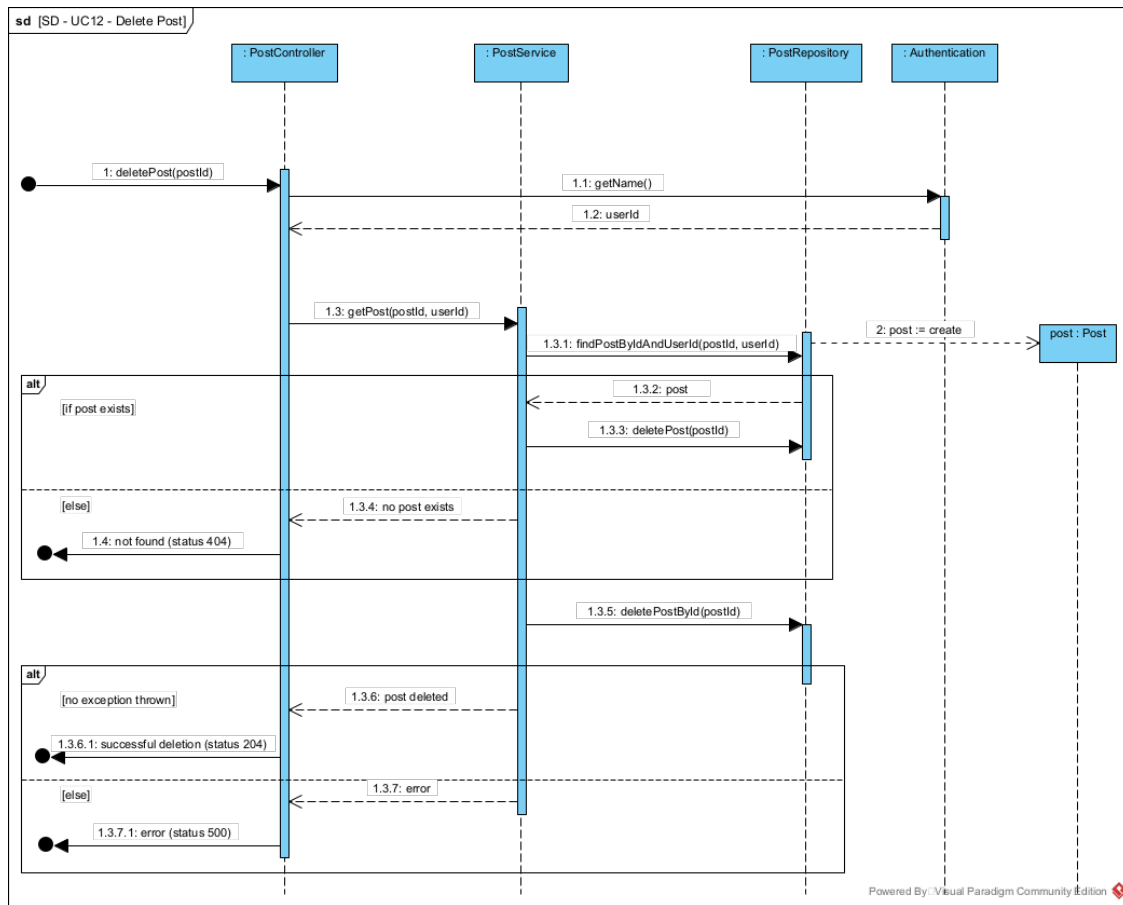 sd [SD - UC12 - Delete Post]
: PostController
: PostService
: PostRepository
: Authentication
1: deletePost(postId)
1.1: getName()
1.2: userId
1.3: getPost(postId, userId)
2: post := create
post : Post
1.3.1: findPostByIdAndUserId(postId, userId)
alt
[if post exists]
1.3.2: post
1.3.3: deletePost(postId)
[else]
1.3.4: no post exists
1.4: not found (status 404)
1.3.5: deletePostById(postId)
alt
[no exception thrown]
1.3.6: post deleted
1.3.6.1: successful deletion (status 204)
[else]
1.3.7: error
1.3.7.1: error (status 500)
Powered By Visual Paradigm Community Edition